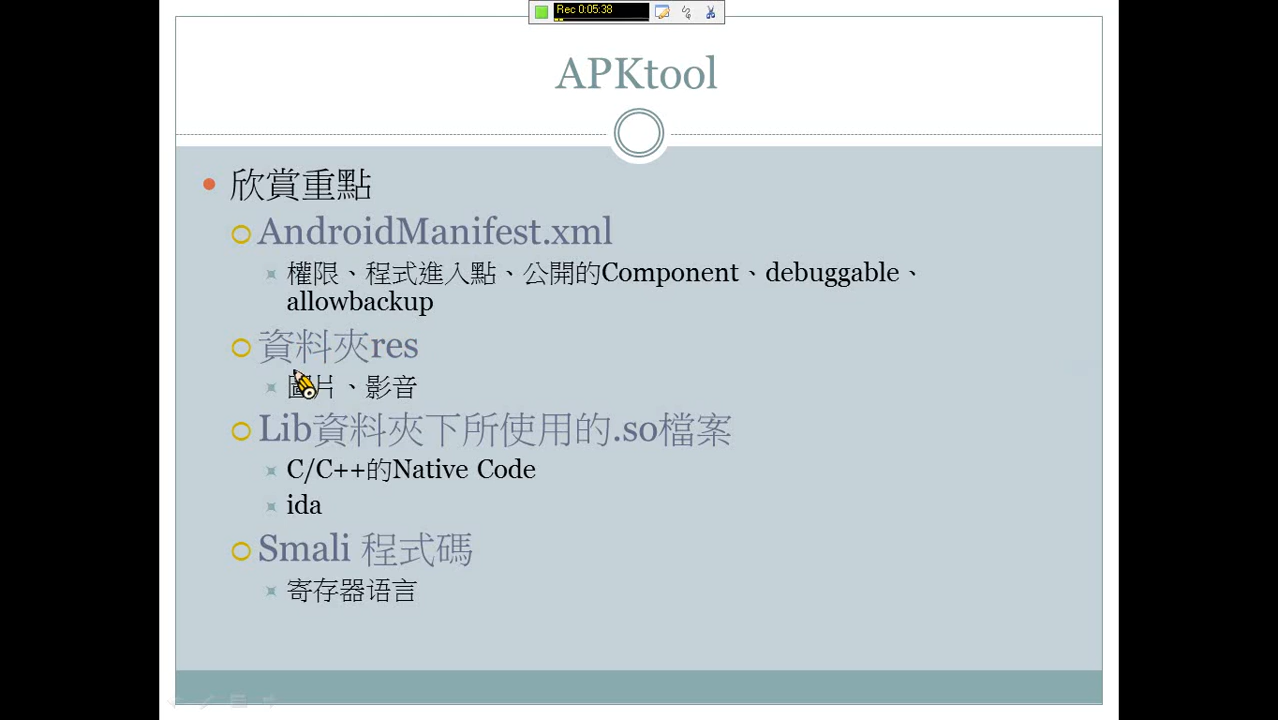 Rec 0:05:38
APKtool
欣賞重點
AndroidManifest.xml
權限、程式進入點、公開的Component、debuggable、
allowbackup
資料夾res
圖片、影音
Lib資料夾下所使用的.so檔案
C/C++的Native Code
ida
Smali 程式碼
寄存器语言